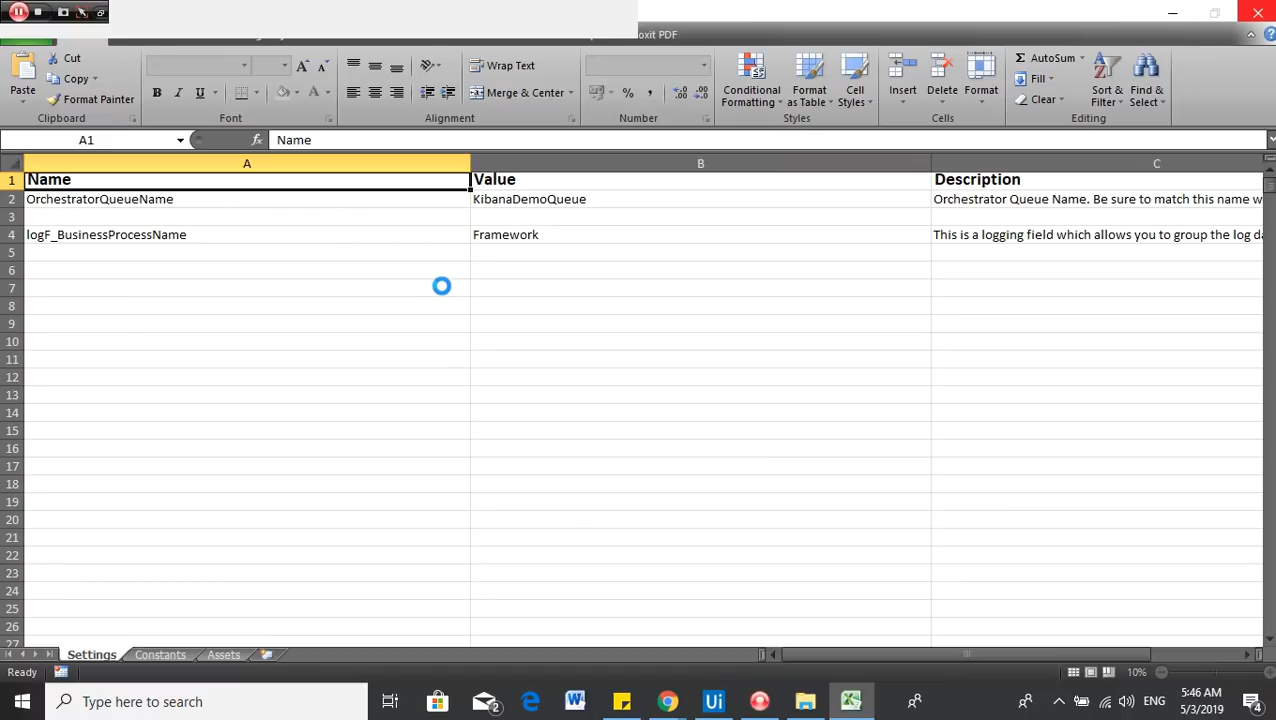 oxit PDF
Cut
Copy
Format Painter
Paste
Clipboard
B I U
Font
Wrap Text
Merge & Center
Alignment
%
Number
Conditional Formatting
Format as Table
Cell Styles
Styles
Insert
Delete
Format
Cells
Σ AutoSum
Fill
Clear
Sort & Filter
Find & Select
Editing
A1 fx Name
A B C
1 Name Value Description
2 OrchestratorQueueName KibanaDemoQueue Orchestrator Queue Name. Be sure to match this name w
3
4 logF_BusinessProcessName Framework This is a logging field which allows you to group the log da
5
6
7
8
9
10
11
12
13
14
15
16
17
18
19
20
21
22
23
24
25
26
27
Settings Constants Assets
Ready 10%
Type here to search
2
W
Ui
ENG
5:46 AM
5/3/2019
4